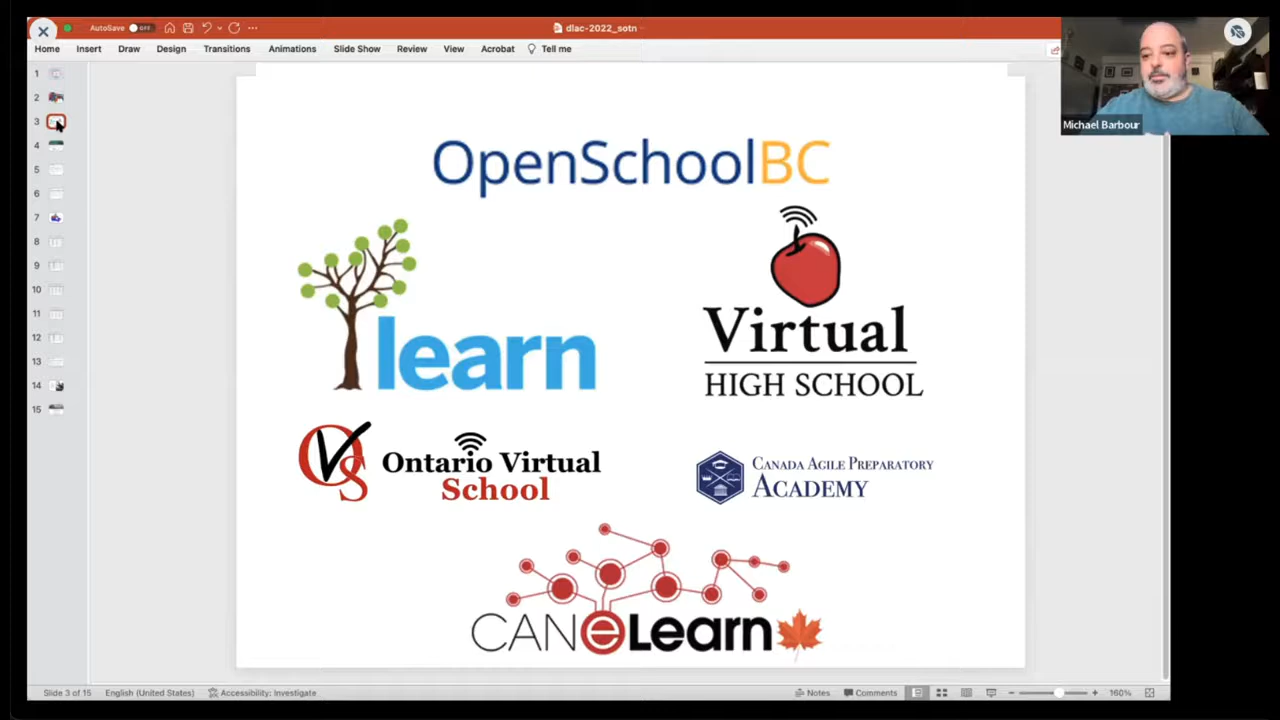 AutoSave OFF
dlac-2022_sotn
Home Insert Draw Design Transitions Animations Slide Show Review View Acrobat Tell me
1
2
3
4
5
6
7
8
9
10
11
12
13
14
15
OpenSchoolBC
learn
Virtual
HIGH SCHOOL
OVS
Ontario Virtual
School
CANADA AGILE PREPARATORY
ACADEMY
CANeLearn
Michael Barbour
Slide 3 of 15 English (United States) Accessibility: Investigate Notes Comments 160%